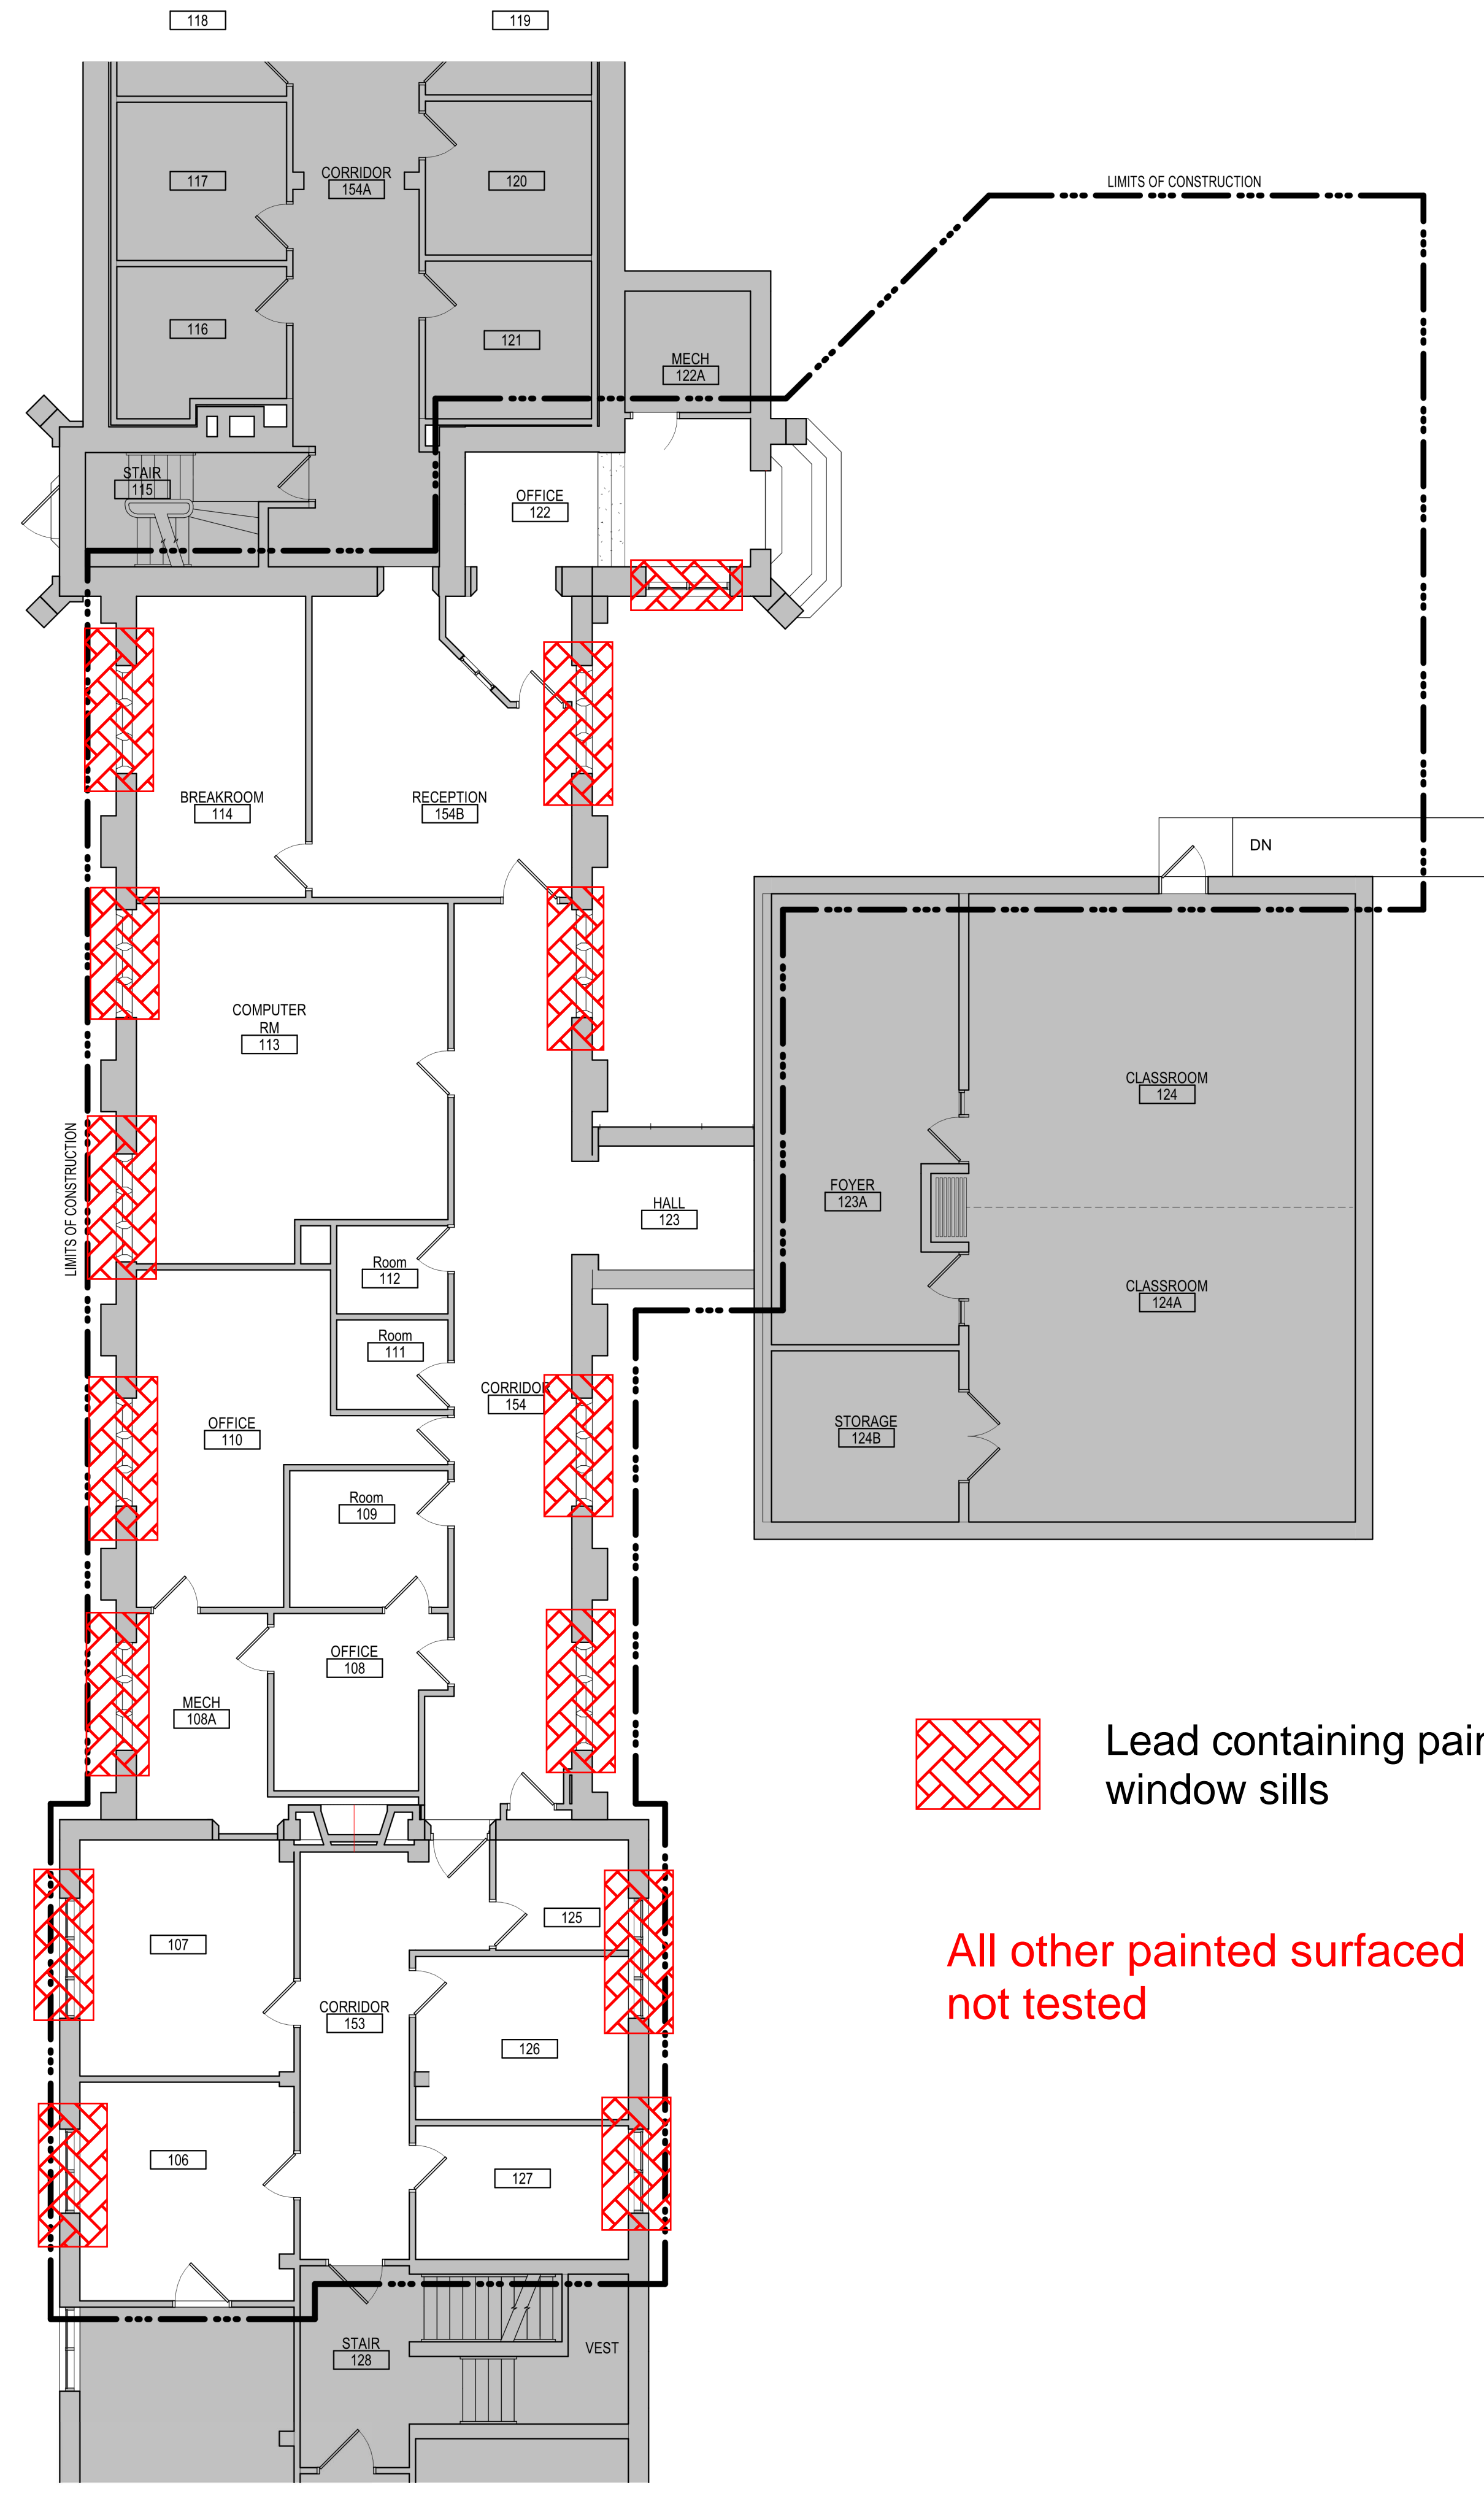 118
119
117
CORRIDOR
154A
120
LIMITS OF CONSTRUCTION
116
121
MECH
122A
STAIR
115
OFFICE
122
BREAKROOM
114
RECEPTION
154B
DN
COMPUTER
RM
113
CLASSROOM
124
LIMITS OF CONSTRUCTION
FOYER
123A
HALL
123
Room
112
CLASSROOM
124A
Room
111
CORRIDOR
154
OFFICE
110
STORAGE
124B
Room
109
OFFICE
108
MECH
108A
Lead containing pain
window sills
125
107
All other painted surfaced
not tested
CORRIDOR
153
126
106
127
STAIR
128
VEST